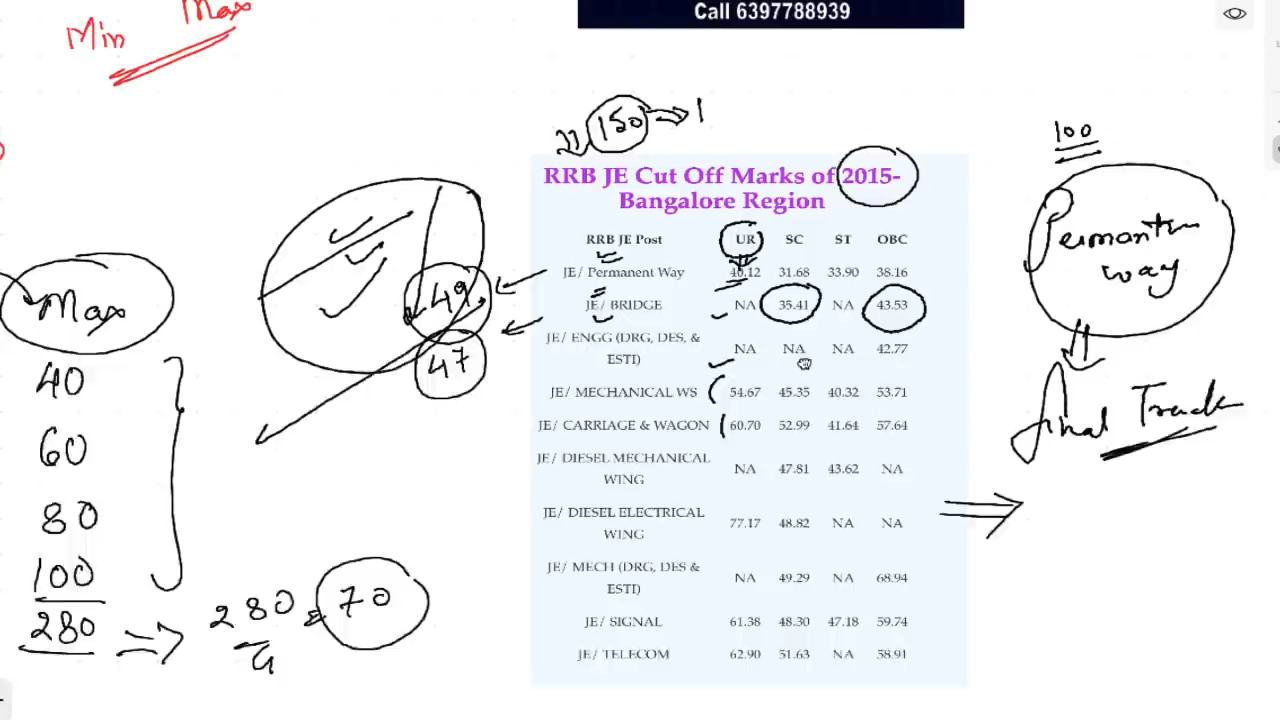 Call 6397788939
Min Max
150 → 1
100
RRB JE Cut Off Marks of 2015-
Bangalore Region
RRB JE Post UR SC ST OBC
JE/ Permanent Way 40.12 31.68 33.90 38.16
JE/ BRIDGE NA 35.41 NA 43.53
JE/ ENGG (DRG, DES, &
ESTI) NA NA NA 42.77
JE/ MECHANICAL WS 54.67 45.35 40.32 53.71
JE/ CARRIAGE & WAGON 60.70 52.99 41.64 57.64
JE/ DIESEL MECHANICAL
WING NA 47.81 43.62 NA
JE/ DIESEL ELECTRICAL
WING 77.17 48.82 NA NA
JE/ MECH (DRG, DES &
ESTI) NA 49.29 NA 68.94
JE/ SIGNAL 61.38 48.30 47.18 59.74
JE/ TELECOM 62.90 51.63 NA 58.91
49
47
Max
40
60
80
100
280 ⇒ 280/4 = 70
way
Track